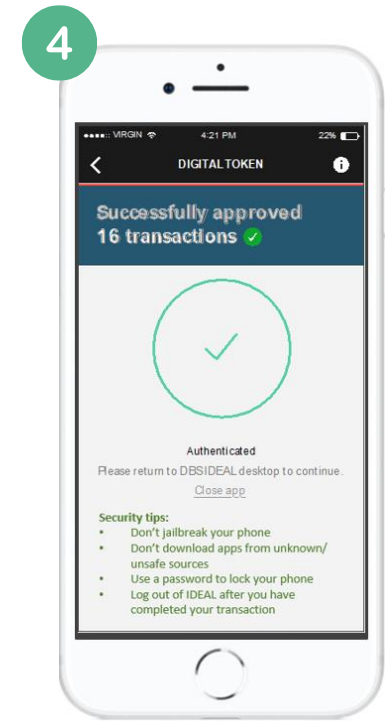 4
VIRGIN 4:21 PM 22%
DIGITAL TOKEN
Successfully approved
16 transactions
Authenticated
Please return to DBSIDEAL desktop to continue.
Close app
Security tips:
• Don't jailbreak your phone
• Don't download apps from unknown/
unsafe sources
• Use a password to lock your phone
• Log out of IDEAL after you have
completed your transaction